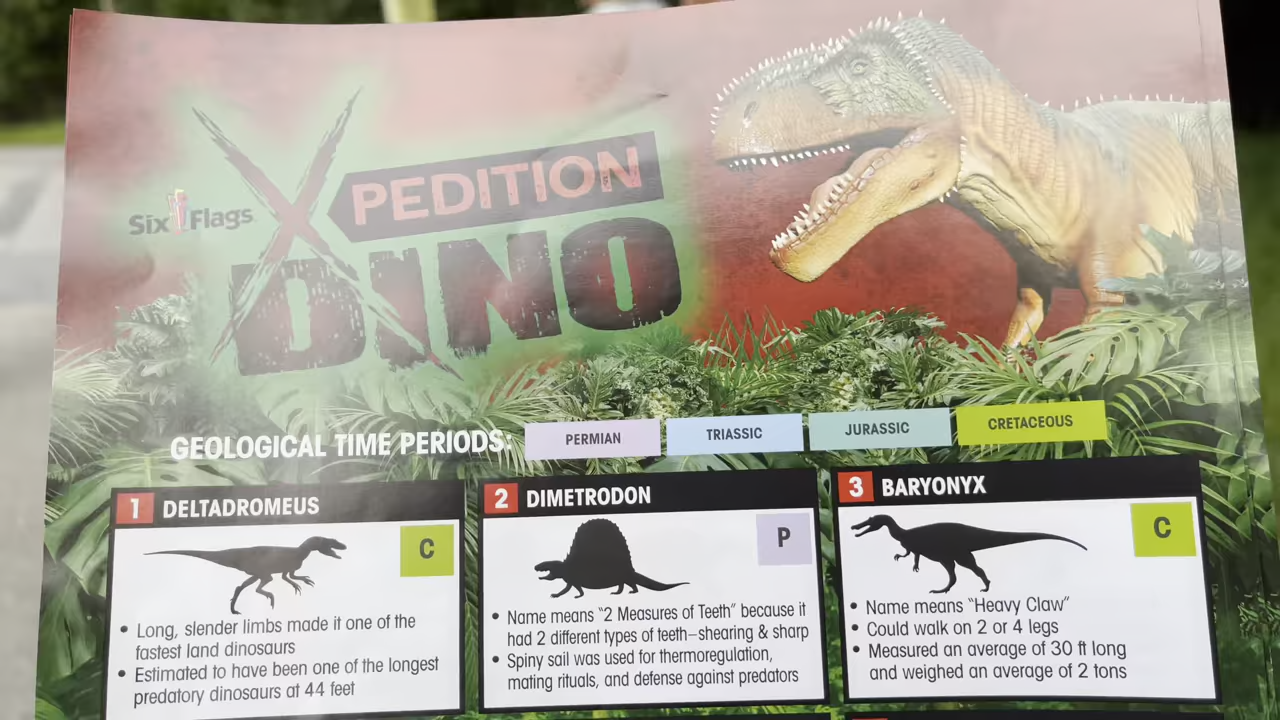 Six Flags
XPEDITION
DINO
GEOLOGICAL TIME PERIODS: PERMIAN TRIASSIC JURASSIC CRETACEOUS
1 DELTADROMEUS
C
• Long, slender limbs made it one of the
fastest land dinosaurs
• Estimated to have been one of the longest
predatory dinosaurs at 44 feet
2 DIMETRODON
P
• Name means "2 Measures of Teeth" because it
had 2 different types of teeth–shearing & sharp
• Spiny sail was used for thermoregulation,
mating rituals, and defense against predators
3 BARYONYX
C
• Name means "Heavy Claw"
• Could walk on 2 or 4 legs
• Measured an average of 30 ft long
and weighed an average of 2 tons